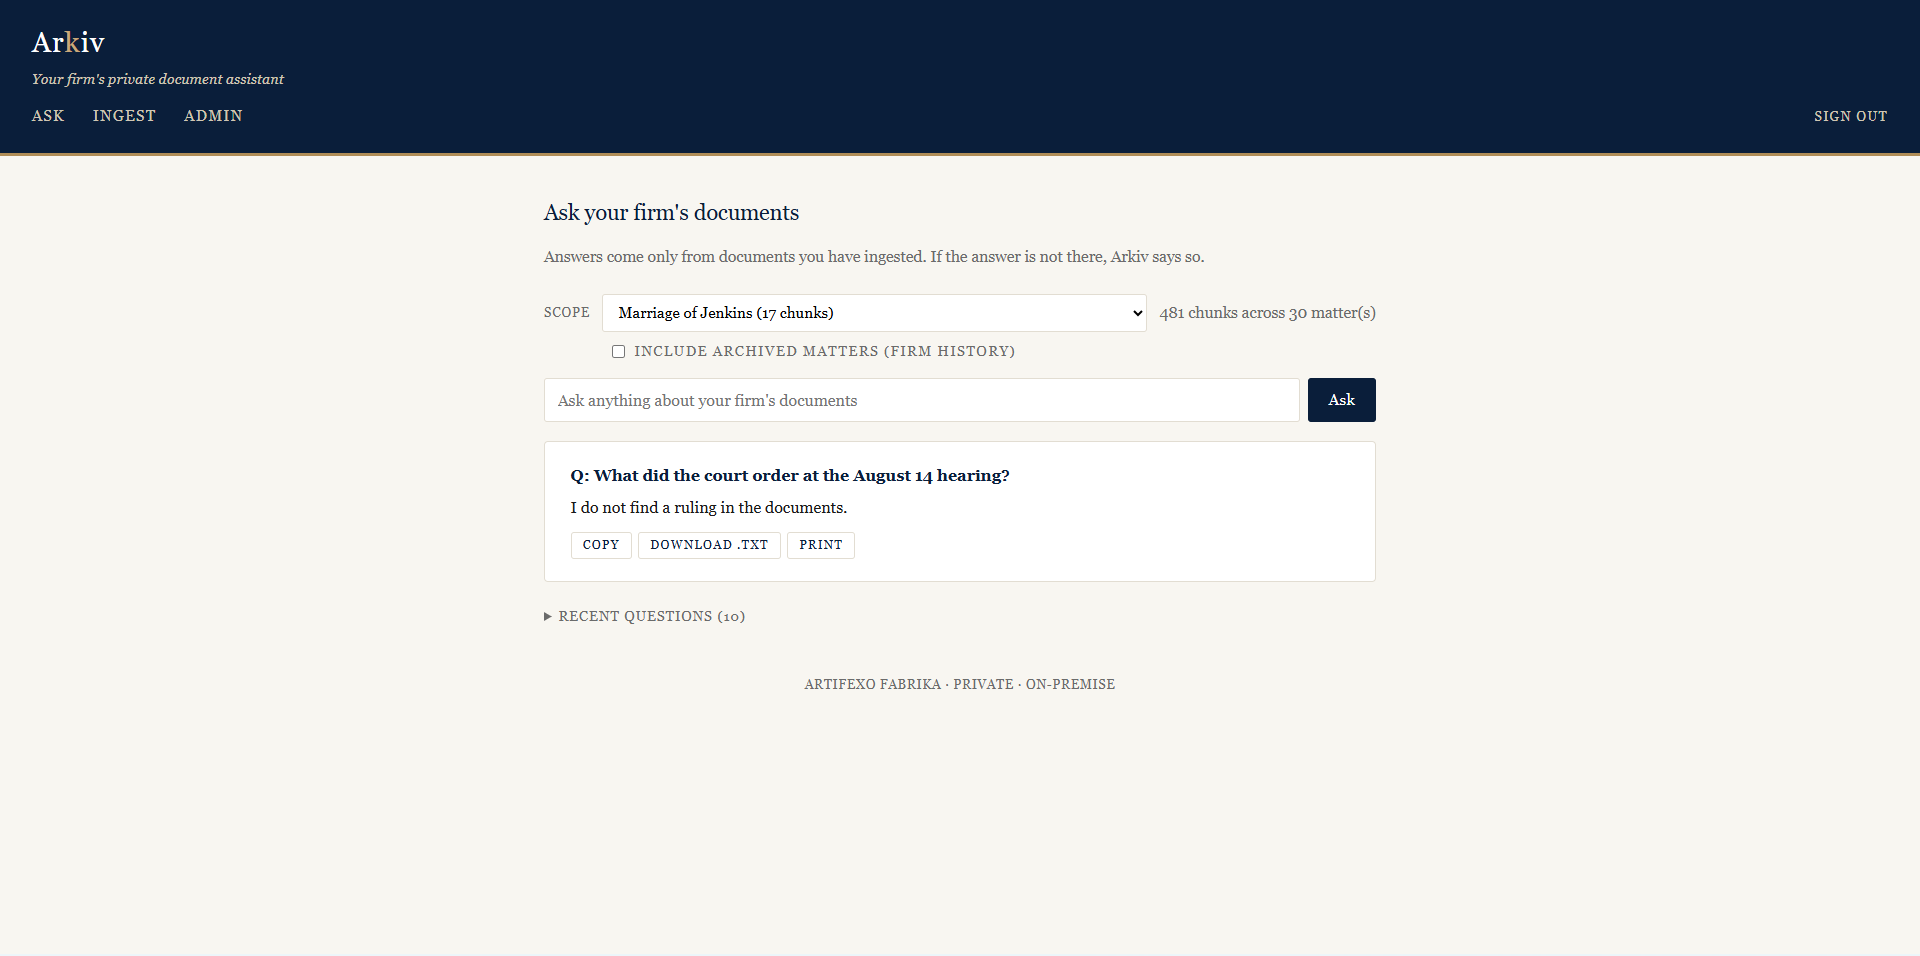 Arkiv
Your firm's private document assistant
ASK INGEST ADMIN SIGN OUT
Ask your firm's documents
Answers come only from documents you have ingested. If the answer is not there, Arkiv says so.
SCOPE Marriage of Jenkins (17 chunks) 481 chunks across 30 matter(s)
INCLUDE ARCHIVED MATTERS (FIRM HISTORY)
Ask anything about your firm's documents Ask
Q: What did the court order at the August 14 hearing?
I do not find a ruling in the documents.
COPY DOWNLOAD .TXT PRINT
RECENT QUESTIONS (10)
ARTIFEXO FABRIKA · PRIVATE · ON-PREMISE